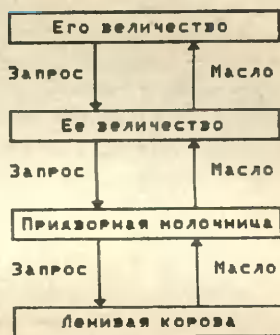 Его величество
Запрос Масло
Ее величество
Запрос Масло
Придворная молочница
Запрос Масло
Ленивая корова